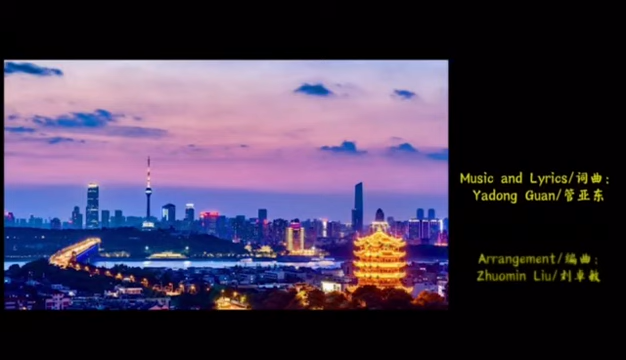 Music and Lyrics/词曲：
Yadong Guan/管亚东
Arrangement/编曲：
Zhuomin Liu/刘卓敏